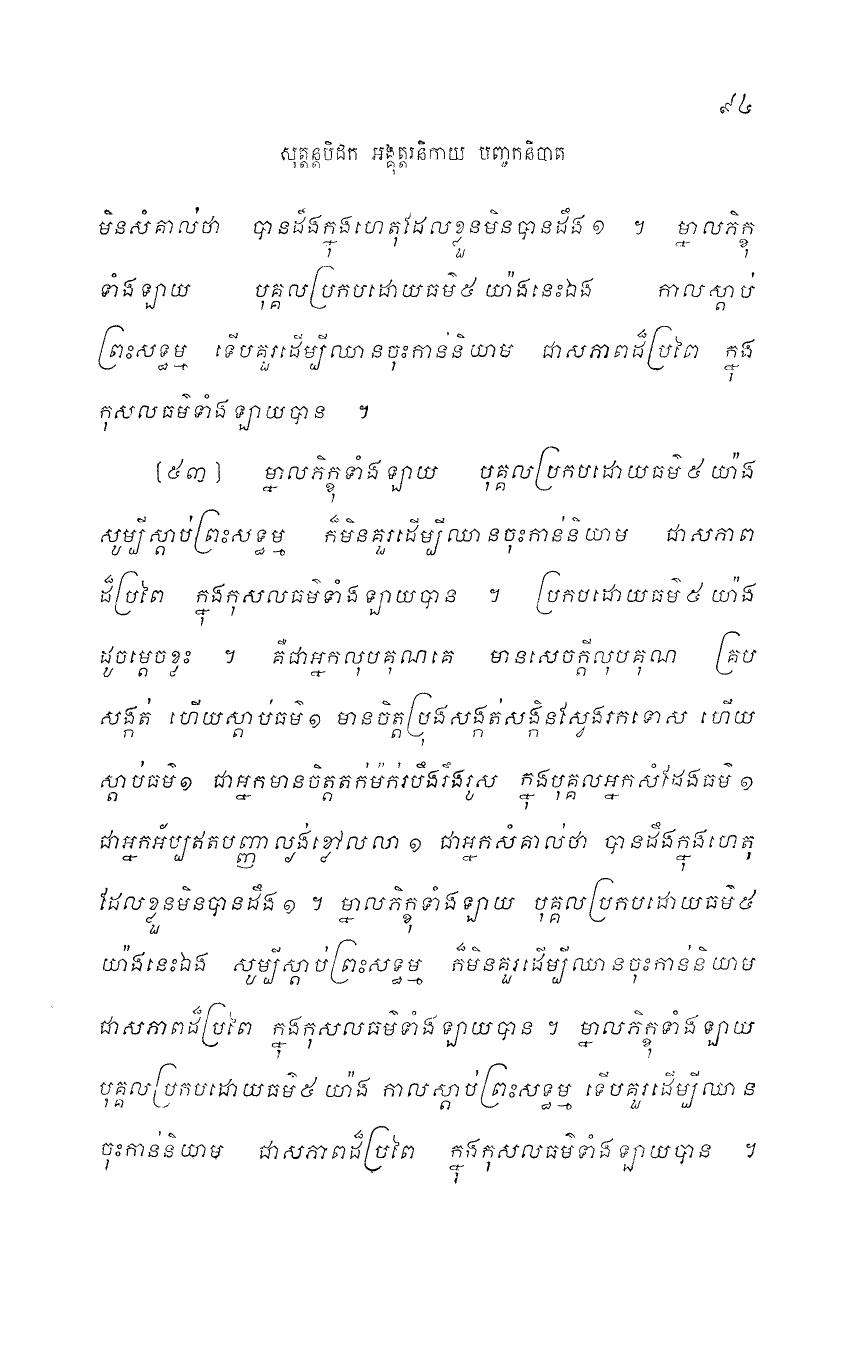 ៩៤
សុត្តន្តបិដក អង្គុត្តរនិកាយ បញ្ចកនិបាត
មិនសំគាល់ថា បានដឹងក្នុងហេតុដែលខ្លួនមិនបានដឹង ១ ។ ម្នាលភិក្ខុ
ទាំងឡាយ បុគ្គលប្រកបដោយធម៌ ៥ យ៉ាងនេះឯង កាលស្តាប់
ព្រះសទ្ធម្ម ទើបគួរដើម្បីឈានចុះកាន់និយាម ជាសភាពដ៏ប្រពៃ ក្នុង
កុសលធម៌ទាំងឡាយបាន ។
[៥៣] ម្នាលភិក្ខុទាំងឡាយ បុគ្គលប្រកបដោយធម៌ ៥ យ៉ាង
សូម្បីស្តាប់ព្រះសទ្ធម្ម ក៏មិនគួរដើម្បីឈានចុះកាន់និយាម ជាសភាព
ដ៏ប្រពៃ ក្នុងកុសលធម៌ទាំងឡាយបាន ។ ប្រកបដោយធម៌ ៥ យ៉ាង
ដូចម្តេចខ្លះ ។ គឺជាអ្នកលុបគុណគេ មានសេចក្តីលុបគុណ គ្រប
សង្កត់ ហើយស្តាប់ធម៌ ១ មានចិត្តប្រុងសង្កត់សង្កិនស្វែងរកទោស ហើយ
ស្តាប់ធម៌ ១ ជាអ្នកមានចិត្តតក់ម៉ក់របឹងរឹងរូស ក្នុងបុគ្គលអ្នកសំដែងធម៌ ១
ជាអ្នកអ័ប្បឥតបញ្ញា ល្ងង់ខ្លៅលលា ១ ជាអ្នកសំគាល់ថា បានដឹងក្នុងហេតុ
ដែលខ្លួនមិនបានដឹង ១ ។ ម្នាលភិក្ខុទាំងឡាយ បុគ្គលប្រកបដោយធម៌ ៥
យ៉ាងនេះឯង សូម្បីស្តាប់ព្រះសទ្ធម្ម ក៏មិនគួរដើម្បីឈានចុះកាន់និយាម
ជាសភាពដ៏ប្រពៃ ក្នុងកុសលធម៌ទាំងឡាយបាន ។ ម្នាលភិក្ខុទាំងឡាយ
បុគ្គលប្រកបដោយធម៌ ៥ យ៉ាង កាលស្តាប់ព្រះសទ្ធម្ម ទើបគួរដើម្បីឈាន
ចុះកាន់និយាម ជាសភាពដ៏ប្រពៃ ក្នុងកុសលធម៌ទាំងឡាយបាន ។